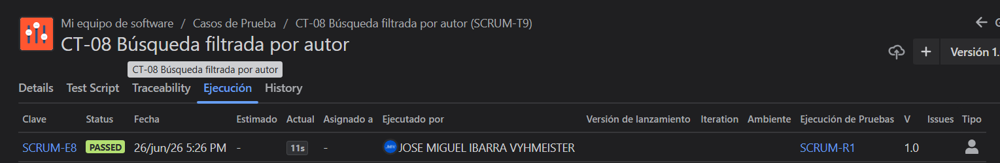 Mi equipo de software / Casos de Prueba / CT-08 Búsqueda filtrada por autor (SCRUM-T9)
CT-08 Búsqueda filtrada por autor
+ Versión 1.
CT-08 Búsqueda filtrada por autor
Details Test Script Traceability Ejecución History
Clave Status Fecha Estimado Actual Asignado a Ejecutado por Versión de lanzamiento Iteration Ambiente Ejecución de Pruebas V Issues Tipo
SCRUM-E8 PASSED 26/jun/26 5:26 PM - 11s - JOSE MIGUEL IBARRA VYHMEISTER SCRUM-R1 1.0